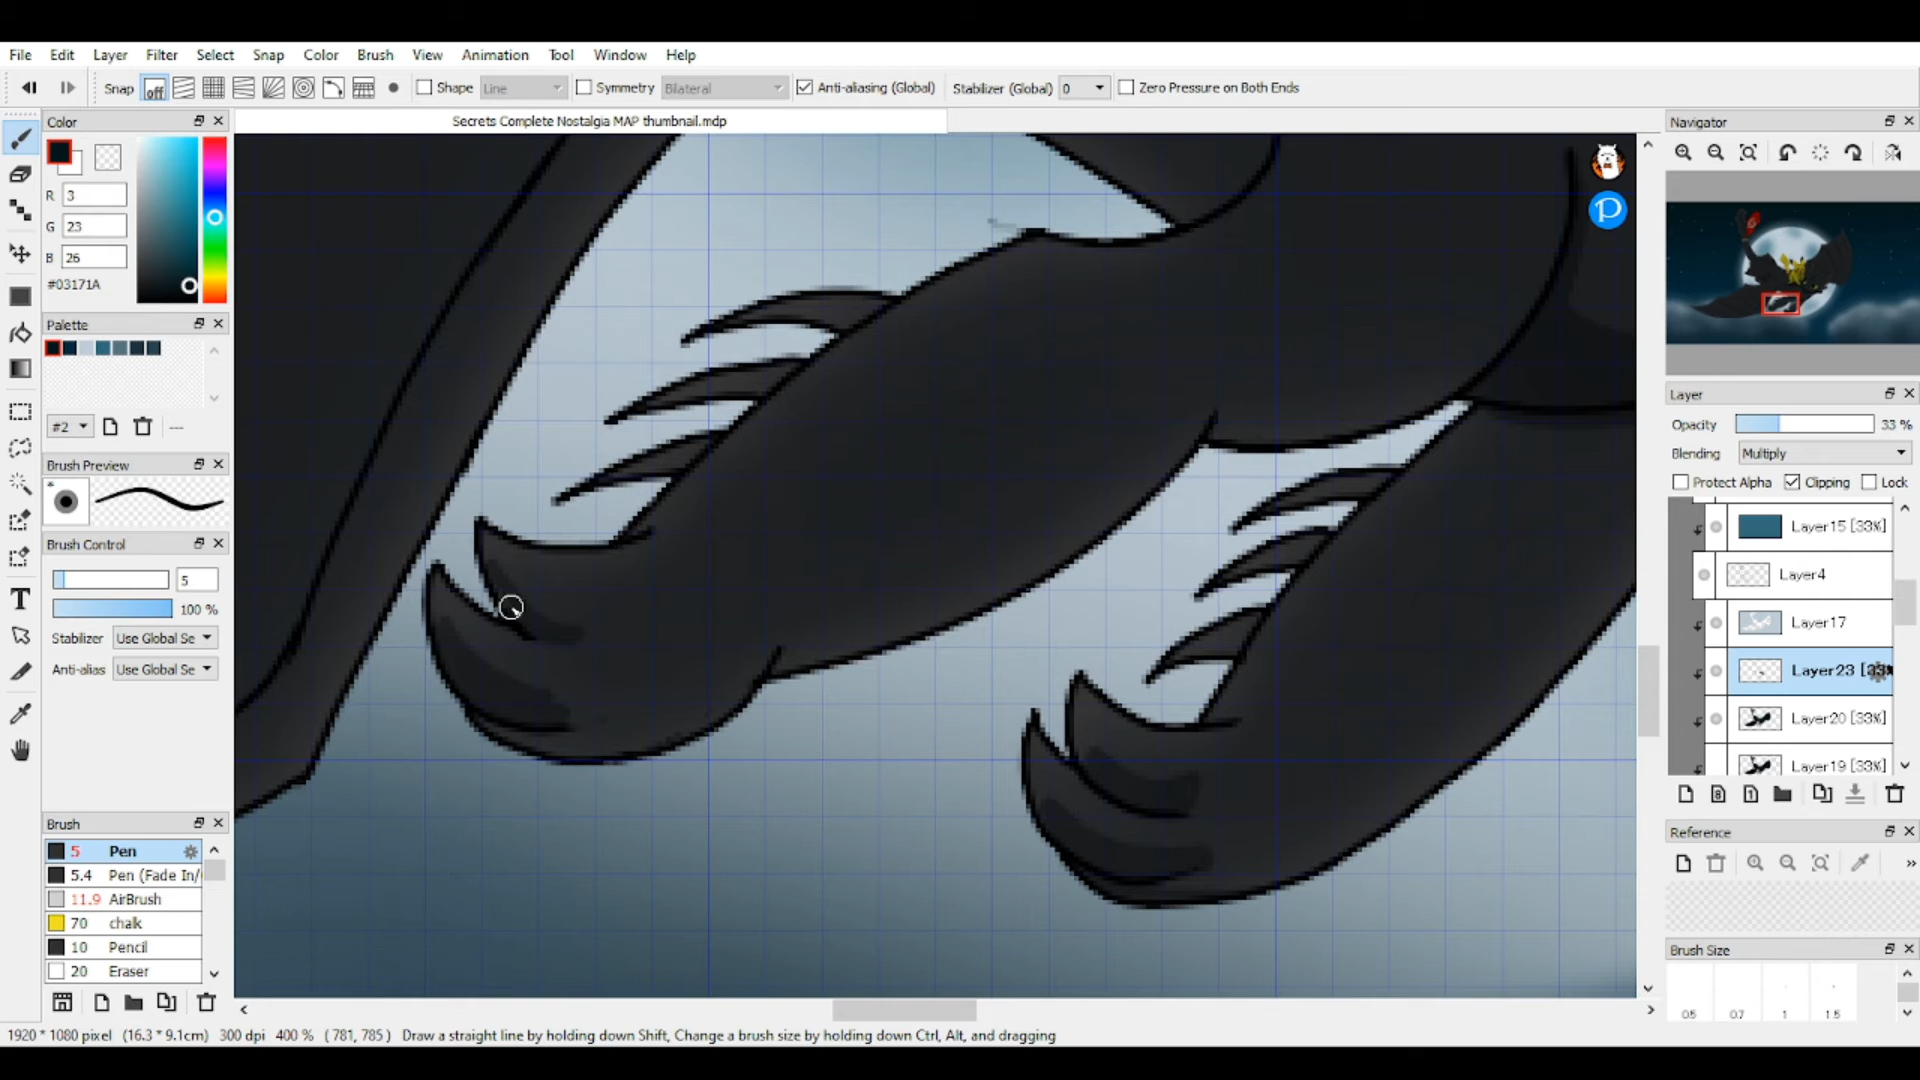 File Edit Layer Filter Select Snap Color Brush View Animation Tool Window Help
Snap off Shape Line Symmetry Bilateral Anti-aliasing (Global) Stabilizer (Global) 0 Zero Pressure on Both Ends
Color
Secrets Complete Nostalgia MAP thumbnail.mdp
Navigator
R 3
G 23
B 26
#03171A
P
Palette
#2 ---
Brush Preview
Brush Control
5
100 %
Stabilizer Use Global Se
Anti-alias Use Global Se
Layer
Opacity 33 %
Blending Multiply
Protect Alpha Clipping Lock
Layer15 [33%]
Layer4
Layer17
Layer23 [33%
Layer20 [33%]
Layer19 [33%]
T
Brush
5 Pen
5.4 Pen (Fade In/
11.9 AirBrush
70 chalk
10 Pencil
20 Eraser
Reference
Brush Size
0.5 0.7 1 1.5
1920 * 1080 pixel (16.3 * 9.1cm) 300 dpi 400 % ( 781, 785 ) Draw a straight line by holding down Shift, Change a brush size by holding down Ctrl, Alt, and dragging